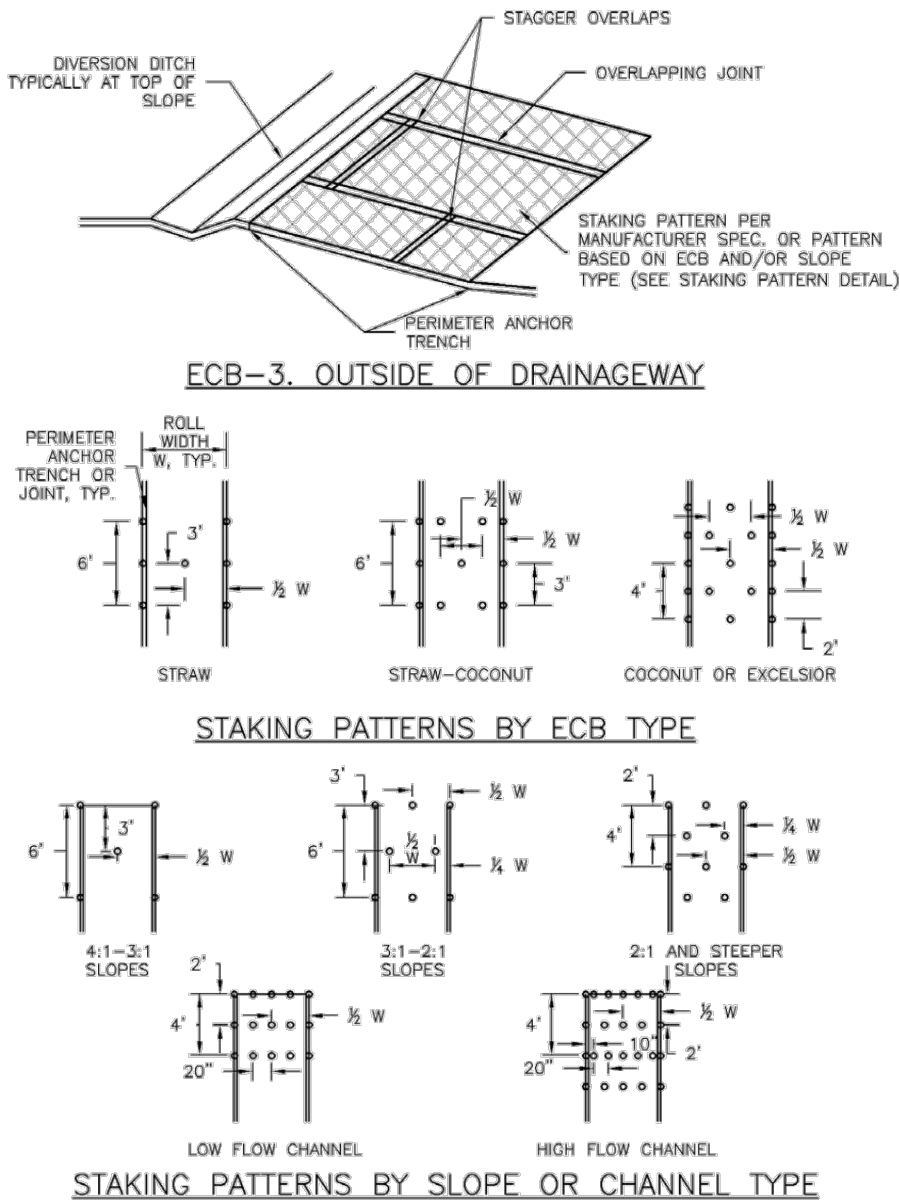 STAGGER OVERLAPS
DIVERSION DITCH
TYPICALLY AT TOP OF
SLOPE
OVERLAPPING JOINT
STAKING PATTERN PER
MANUFACTURER SPEC. OR PATTERN
BASED ON ECB AND/OR SLOPE
TYPE (SEE STAKING PATTERN DETAIL)
PERIMETER ANCHOR
TRENCH
ECB-3. OUTSIDE OF DRAINAGEWAY
PERIMETER
ANCHOR
TRENCH OR
JOINT, TYP.
ROLL
WIDTH
W, TYP.
6'
3'
½ W
STRAW
½ W
½ W
6'
3'
STRAW-COCONUT
½ W
½ W
4'
2'
COCONUT OR EXCELSIOR
STAKING PATTERNS BY ECB TYPE
6'
3'
½ W
4:1-3:1
SLOPES
3'
½ W
6'
½
W
¼ W
3:1-2:1
SLOPES
2'
4'
¼ W
½ W
2:1 AND STEEPER
SLOPES
2'
4'
½ W
20"
LOW FLOW CHANNEL
4'
½ W
10"
2'
20"
HIGH FLOW CHANNEL
STAKING PATTERNS BY SLOPE OR CHANNEL TYPE